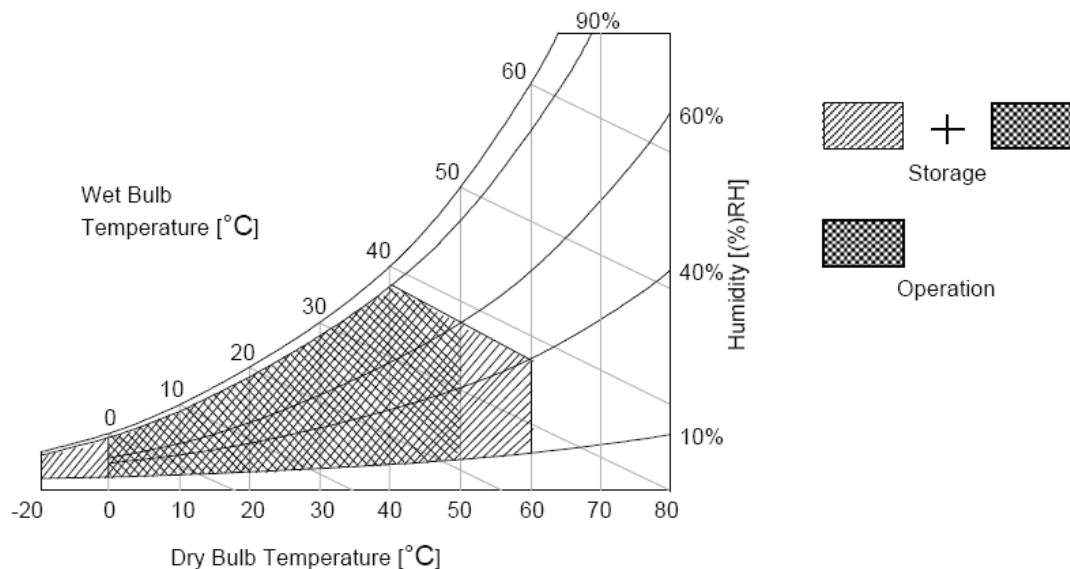 90%
60
60%
50
Wet Bulb
Temperature [°C]
40
40%
30
20
10
0
10%
-20 0 10 20 30 40 50 60 70 80
Dry Bulb Temperature [°C]
Humidity [(%)RH]
+
Storage
Operation